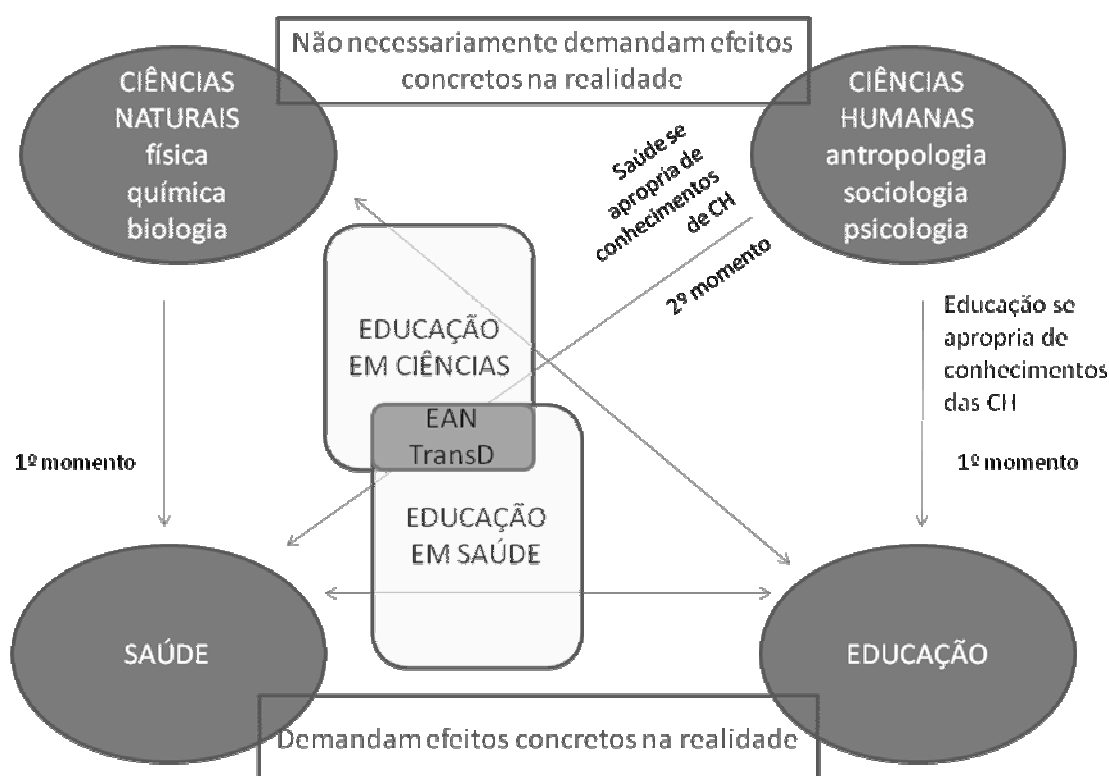 Não necessariamente demandam efeitos
concretos na realidade
CIÊNCIAS
NATURAIS
física
química
biologia
CIÊNCIAS
HUMANAS
antropologia
sociologia
psicologia
Saúde se
apropria de
conhecimentos
de CH
2º momento
EDUCAÇÃO
EM CIÊNCIAS
EAN
TransD
EDUCAÇÃO
EM SAÚDE
Educação se
apropria de
conhecimentos
das CH
1º momento
1º momento
SAÚDE
EDUCAÇÃO
Demandam efeitos concretos na realidade